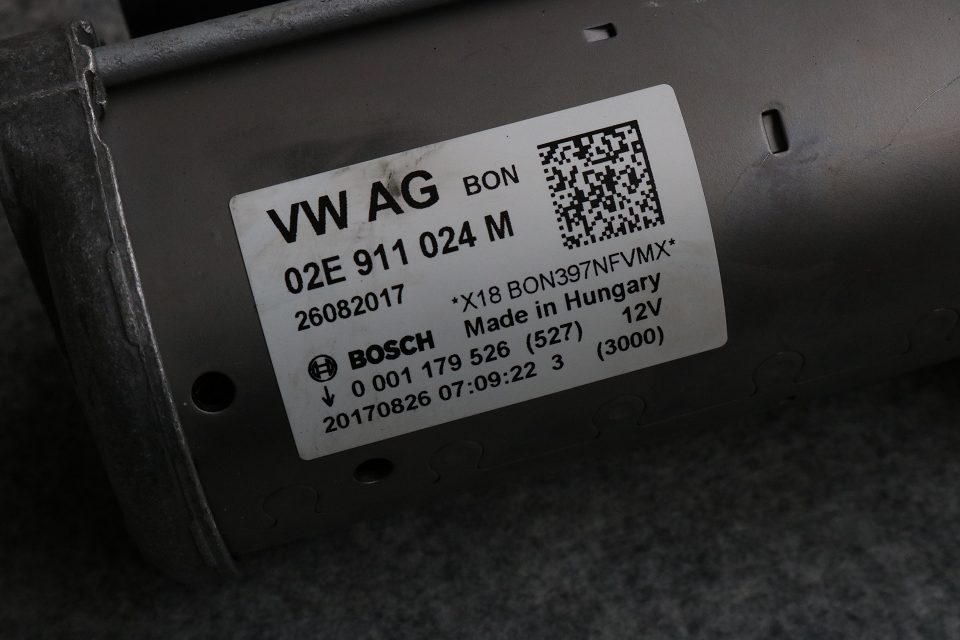 VW AG BON
02E 911 024 M
26082017
*X18 BON397NFVMX*
BOSCH Made in Hungary
↓ 0 001 179 526 (527) 12V
20170826 07:09:22 3 (3000)